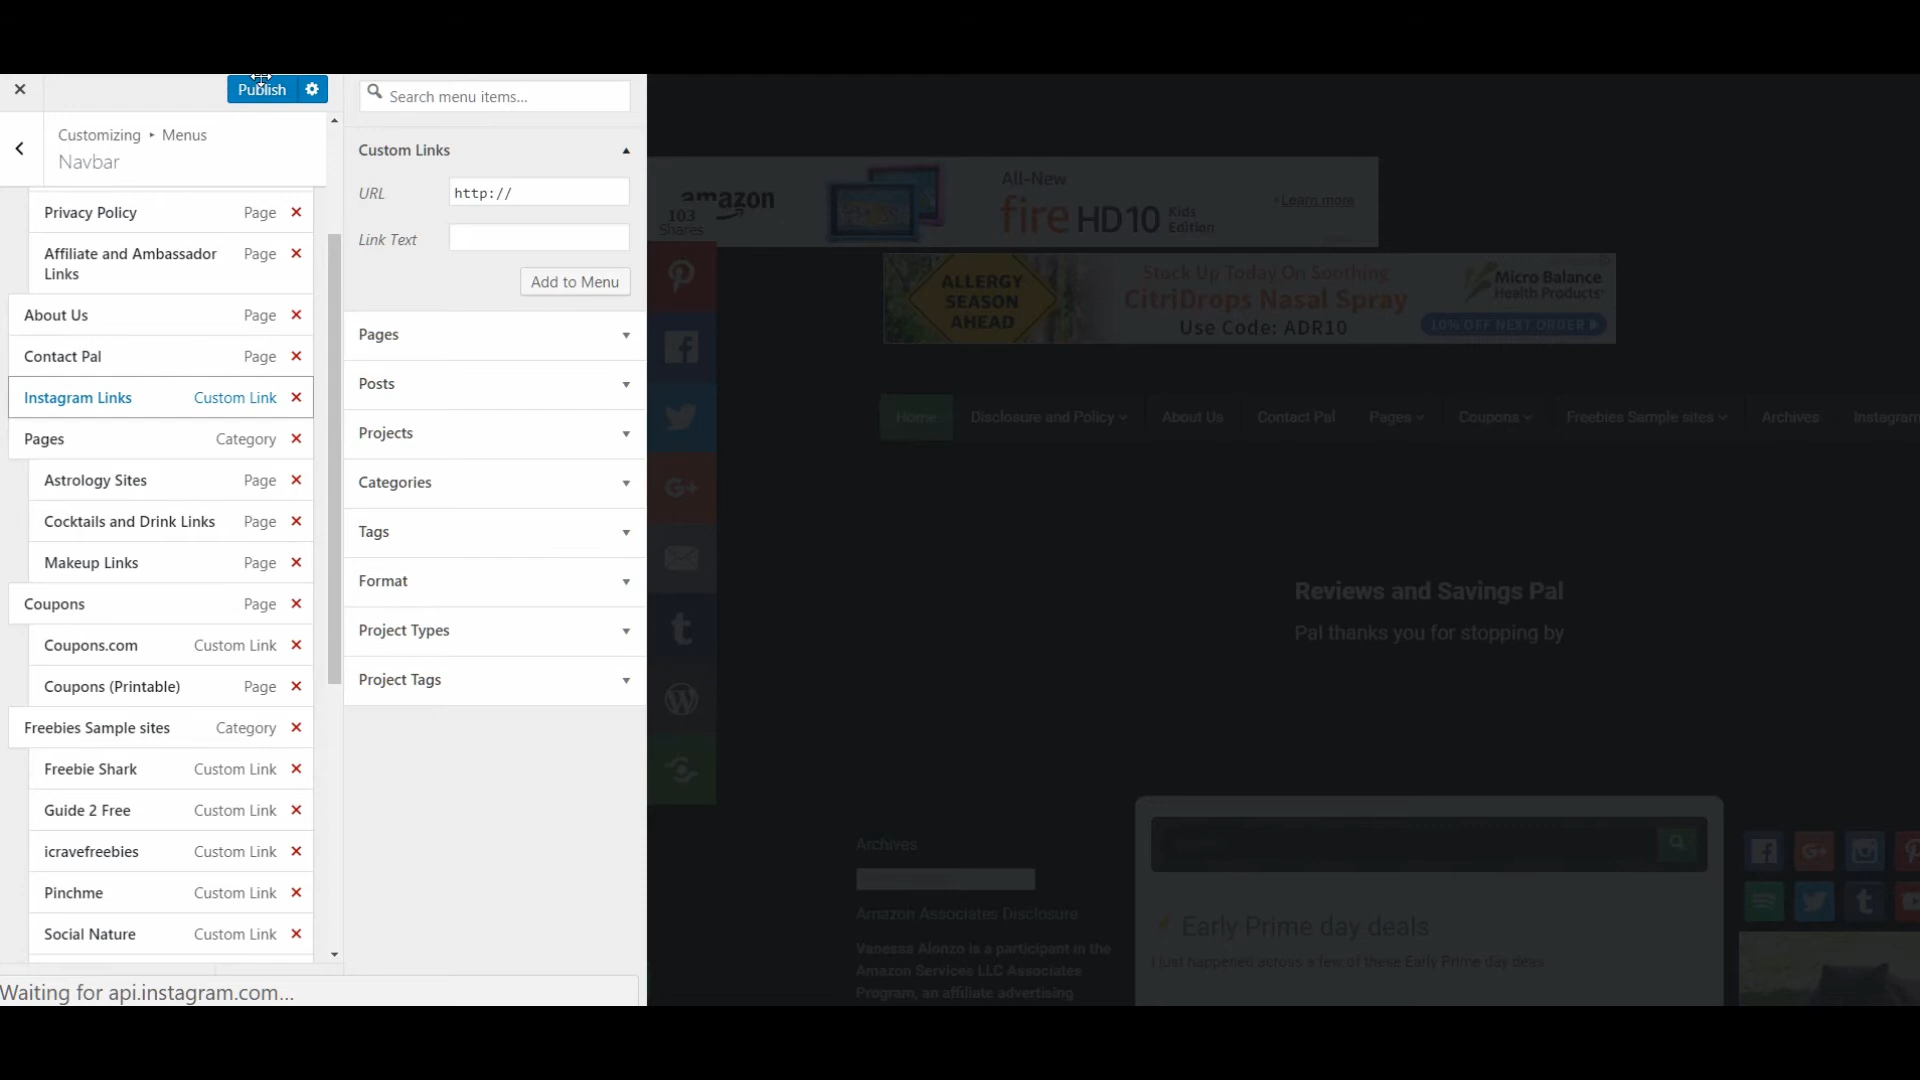 Publish
Customizing ▸ Menus
Navbar
Privacy Policy Page
Affiliate and Ambassador Page
Links
About Us Page
Contact Pal Page
Instagram Links Custom Link
Pages Category
Astrology Sites Page
Cocktails and Drink Links Page
Makeup Links Page
Coupons Page
Coupons.com Custom Link
Coupons (Printable) Page
Freebies Sample sites Category
Freebie Shark Custom Link
Guide 2 Free Custom Link
icravefreebies Custom Link
Pinchme Custom Link
Social Nature Custom Link
Waiting for api.instagram.com...
Search menu items...
Custom Links
URL http://
Link Text
Add to Menu
Pages
Posts
Projects
Categories
Tags
Format
Project Types
Project Tags
amazon
All-New
fire HD10 Kids
Edition
Learn more
103
Shares
ALLERGY
SEASON
AHEAD
Stock Up Today On Soothing
CitriDrops Nasal Spray
Use Code: ADR10
Micro Balance
Health Products
10% OFF NEXT ORDER
Home Disclosure and Policy About Us Contact Pal Pages Coupons Freebies Sample sites Archives Instagram
Reviews and Savings Pal
Pal thanks you for stopping by
Archives
Amazon Associates Disclosure
Vanessa Alonzo is a participant in the
Amazon Services LLC Associates
Program, an affiliate advertising
Early Prime day deals
I just happened across a few of these Early Prime day deas